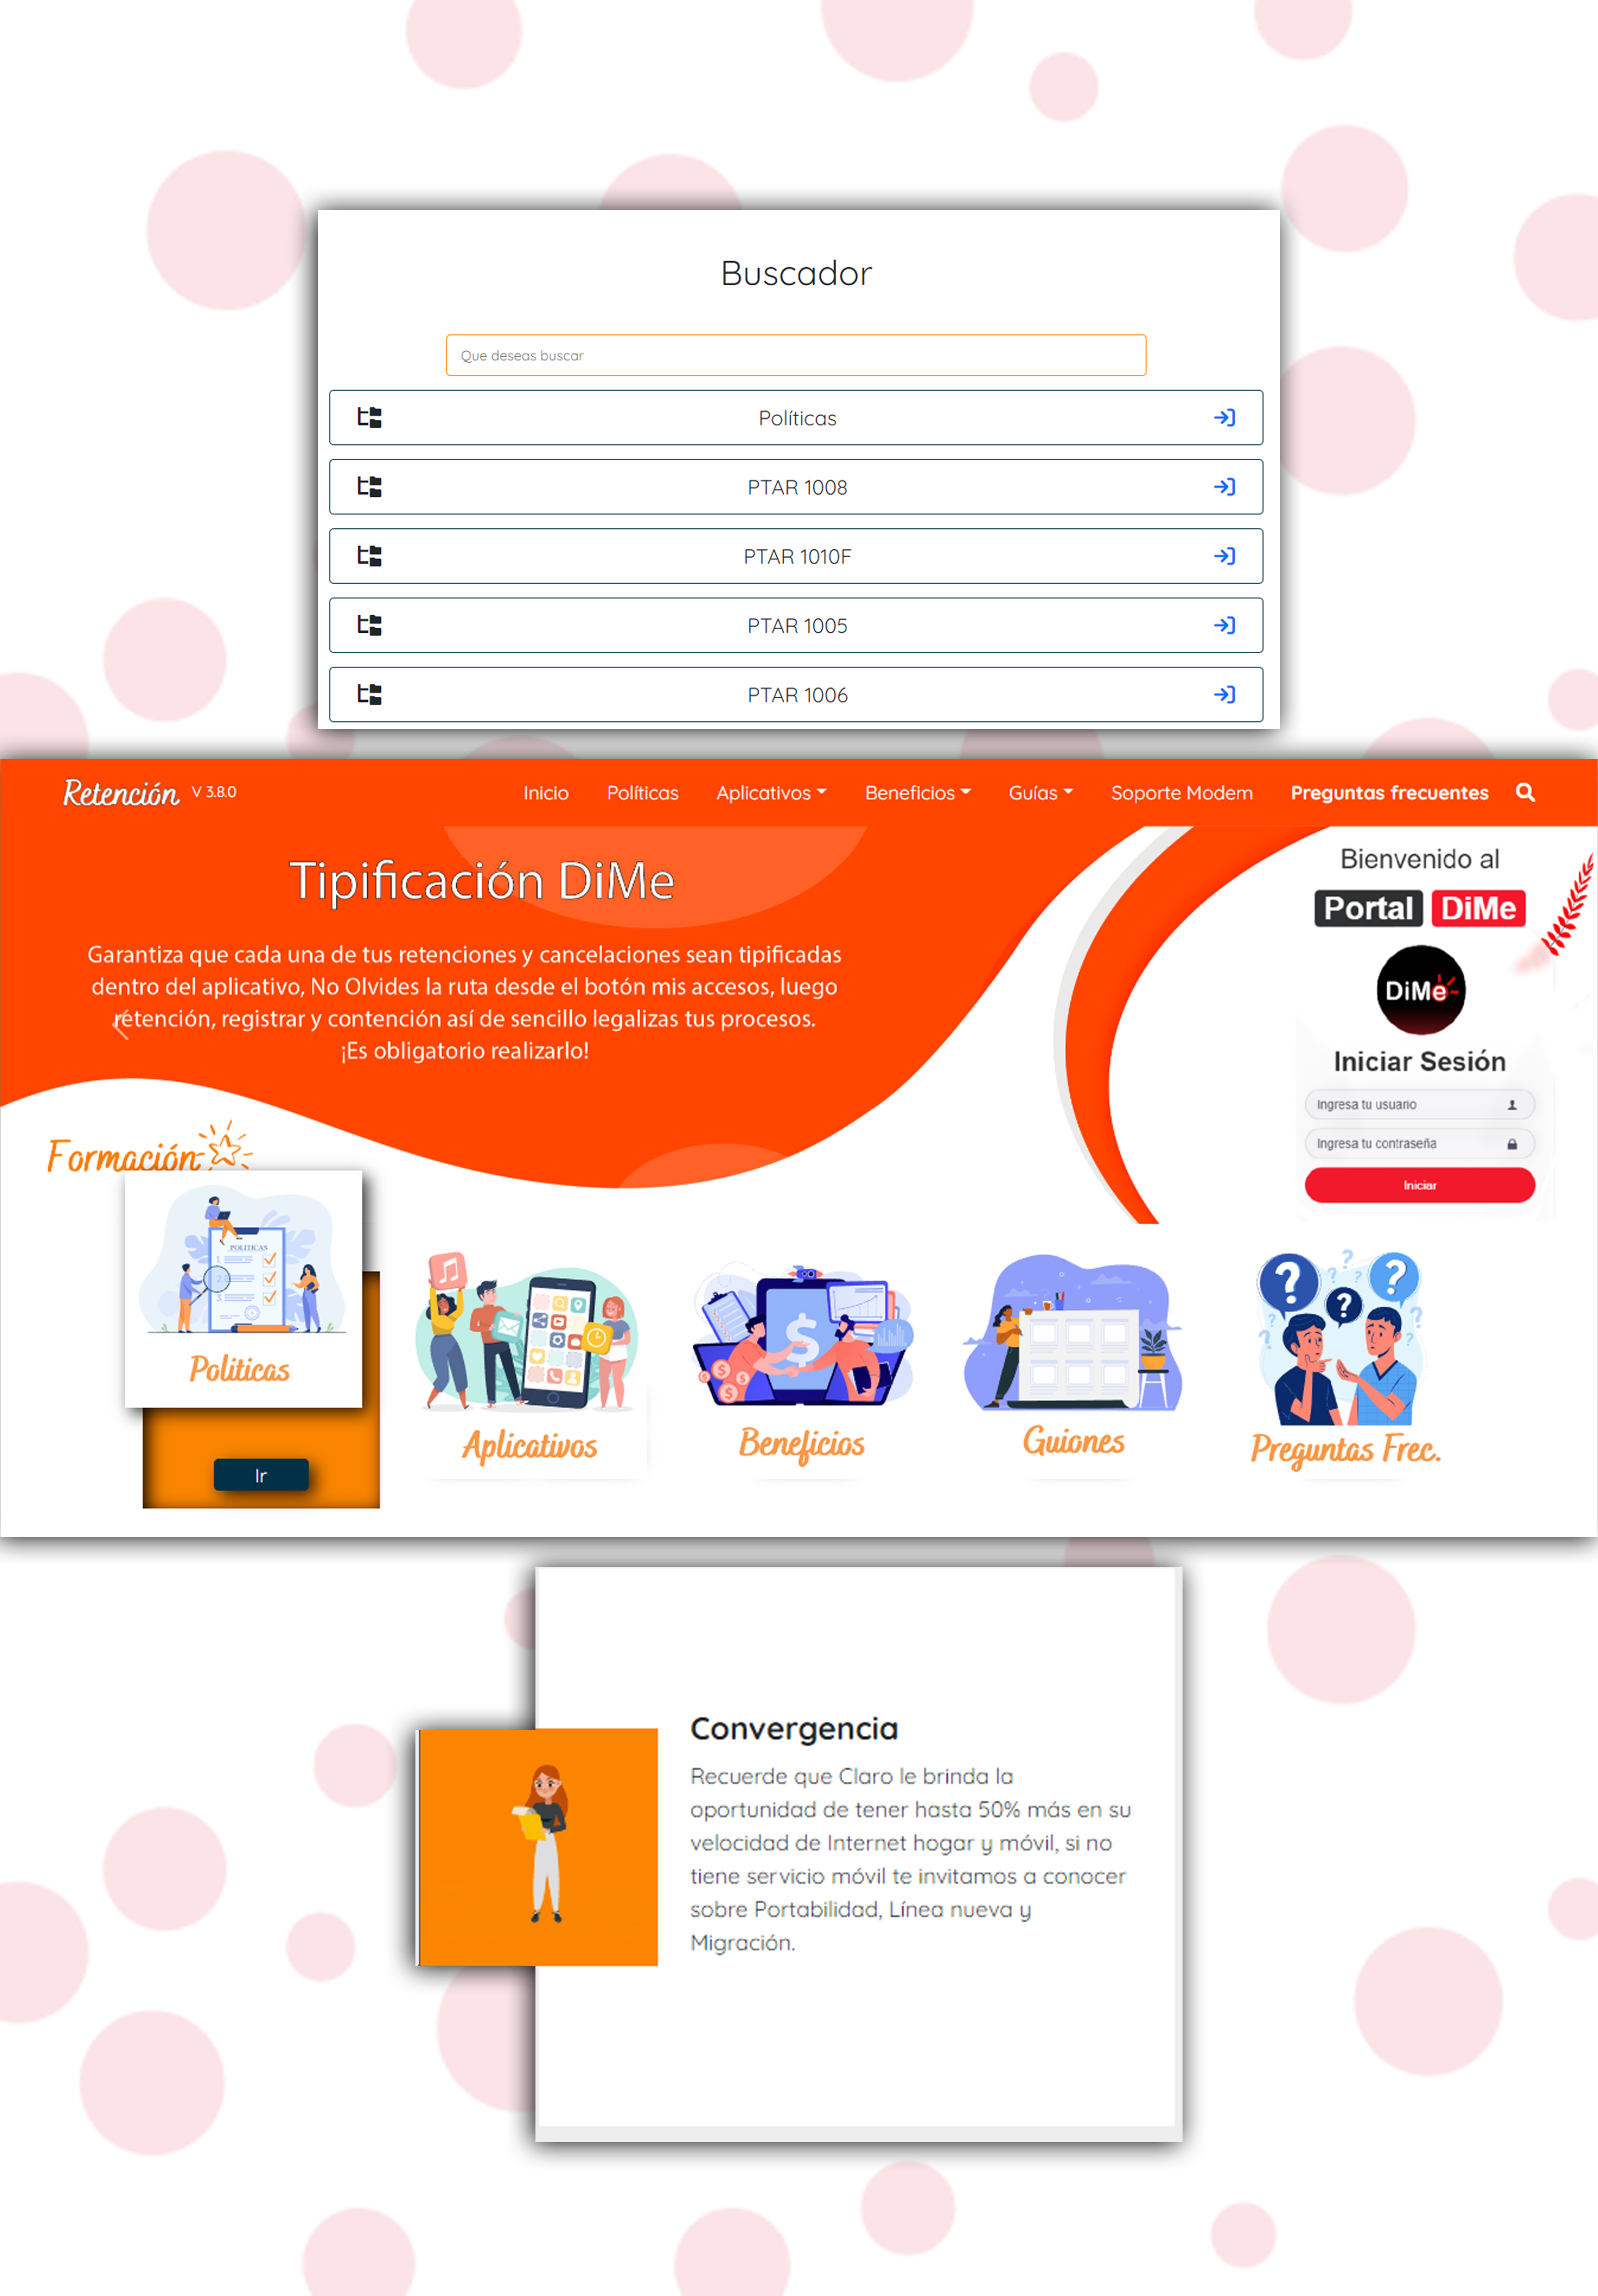 Buscador
Que deseas buscar
Políticas
PTAR 1008
PTAR 1010F
PTAR 1005
PTAR 1006
Retención V 3.8.0 Inicio Políticas Aplicativos Beneficios Guías Soporte Modem Preguntas frecuentes
Tipificación DiMe
Garantiza que cada una de tus retenciones y cancelaciones sean tipificadas
dentro del aplicativo, No Olvides la ruta desde el botón mis accesos, luego
retención, registrar y contención así de sencillo legalizas tus procesos.
¡Es obligatorio realizarlo!
Bienvenido al
Portal DiMe
DiMe
Iniciar Sesión
Ingresa tu usuario
Ingresa tu contraseña
Iniciar
Formación
POLITICAS
1
2
3
Politicas
Ir
Aplicativos
Beneficios
Guiones
Preguntas Frec.
Convergencia
Recuerde que Claro le brinda la
oportunidad de tener hasta 50% más en su
velocidad de Internet hogar y móvil, si no
tiene servicio móvil te invitamos a conocer
sobre Portabilidad, Línea nueva y
Migración.